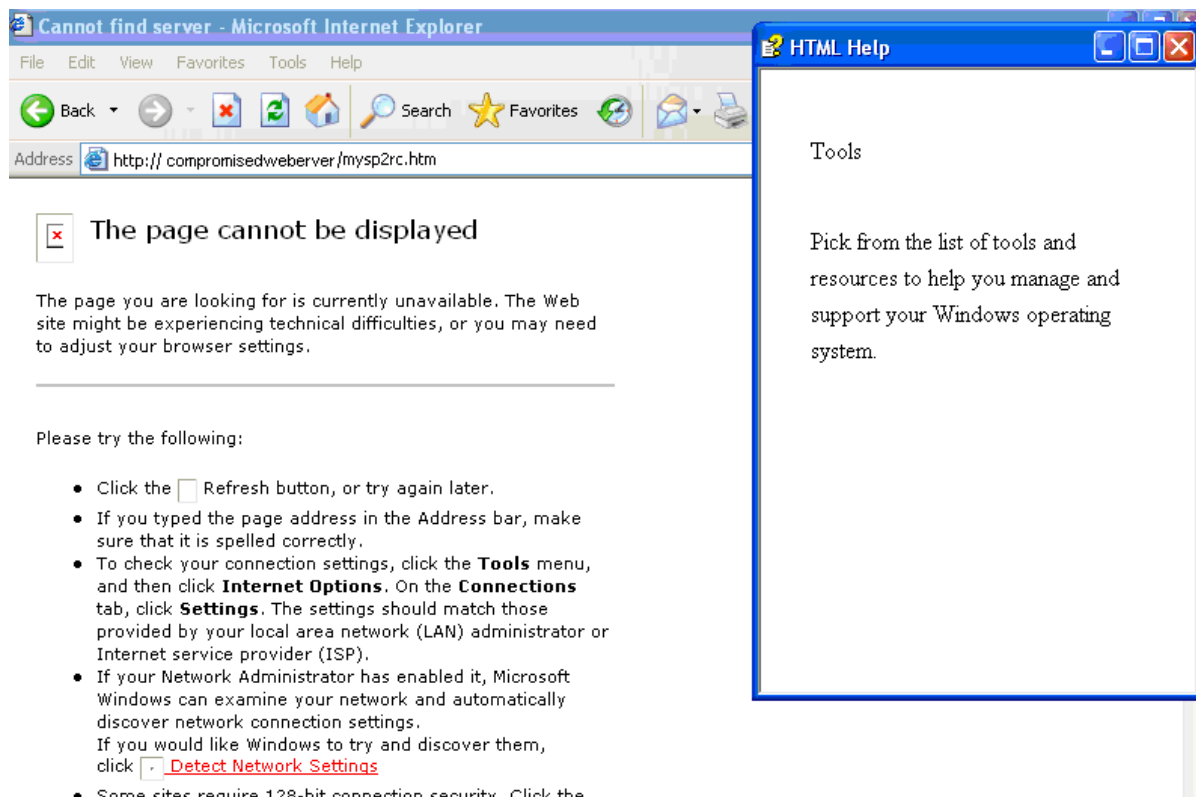 Cannot find server - Microsoft Internet Explorer
File Edit View Favorites Tools Help
Back Search Favorites
Address http:// compromisedweberver/mysp2rc.htm
The page cannot be displayed
The page you are looking for is currently unavailable. The Web
site might be experiencing technical difficulties, or you may need
to adjust your browser settings.
Please try the following:
• Click the Refresh button, or try again later.
• If you typed the page address in the Address bar, make
sure that it is spelled correctly.
• To check your connection settings, click the Tools menu,
and then click Internet Options. On the Connections
tab, click Settings. The settings should match those
provided by your local area network (LAN) administrator or
Internet service provider (ISP).
• If your Network Administrator has enabled it, Microsoft
Windows can examine your network and automatically
discover network connection settings.
If you would like Windows to try and discover them,
click Detect Network Settings
• Some sites require 128-bit connection security. Click the
HTML Help
Tools
Pick from the list of tools and
resources to help you manage and
support your Windows operating
system.